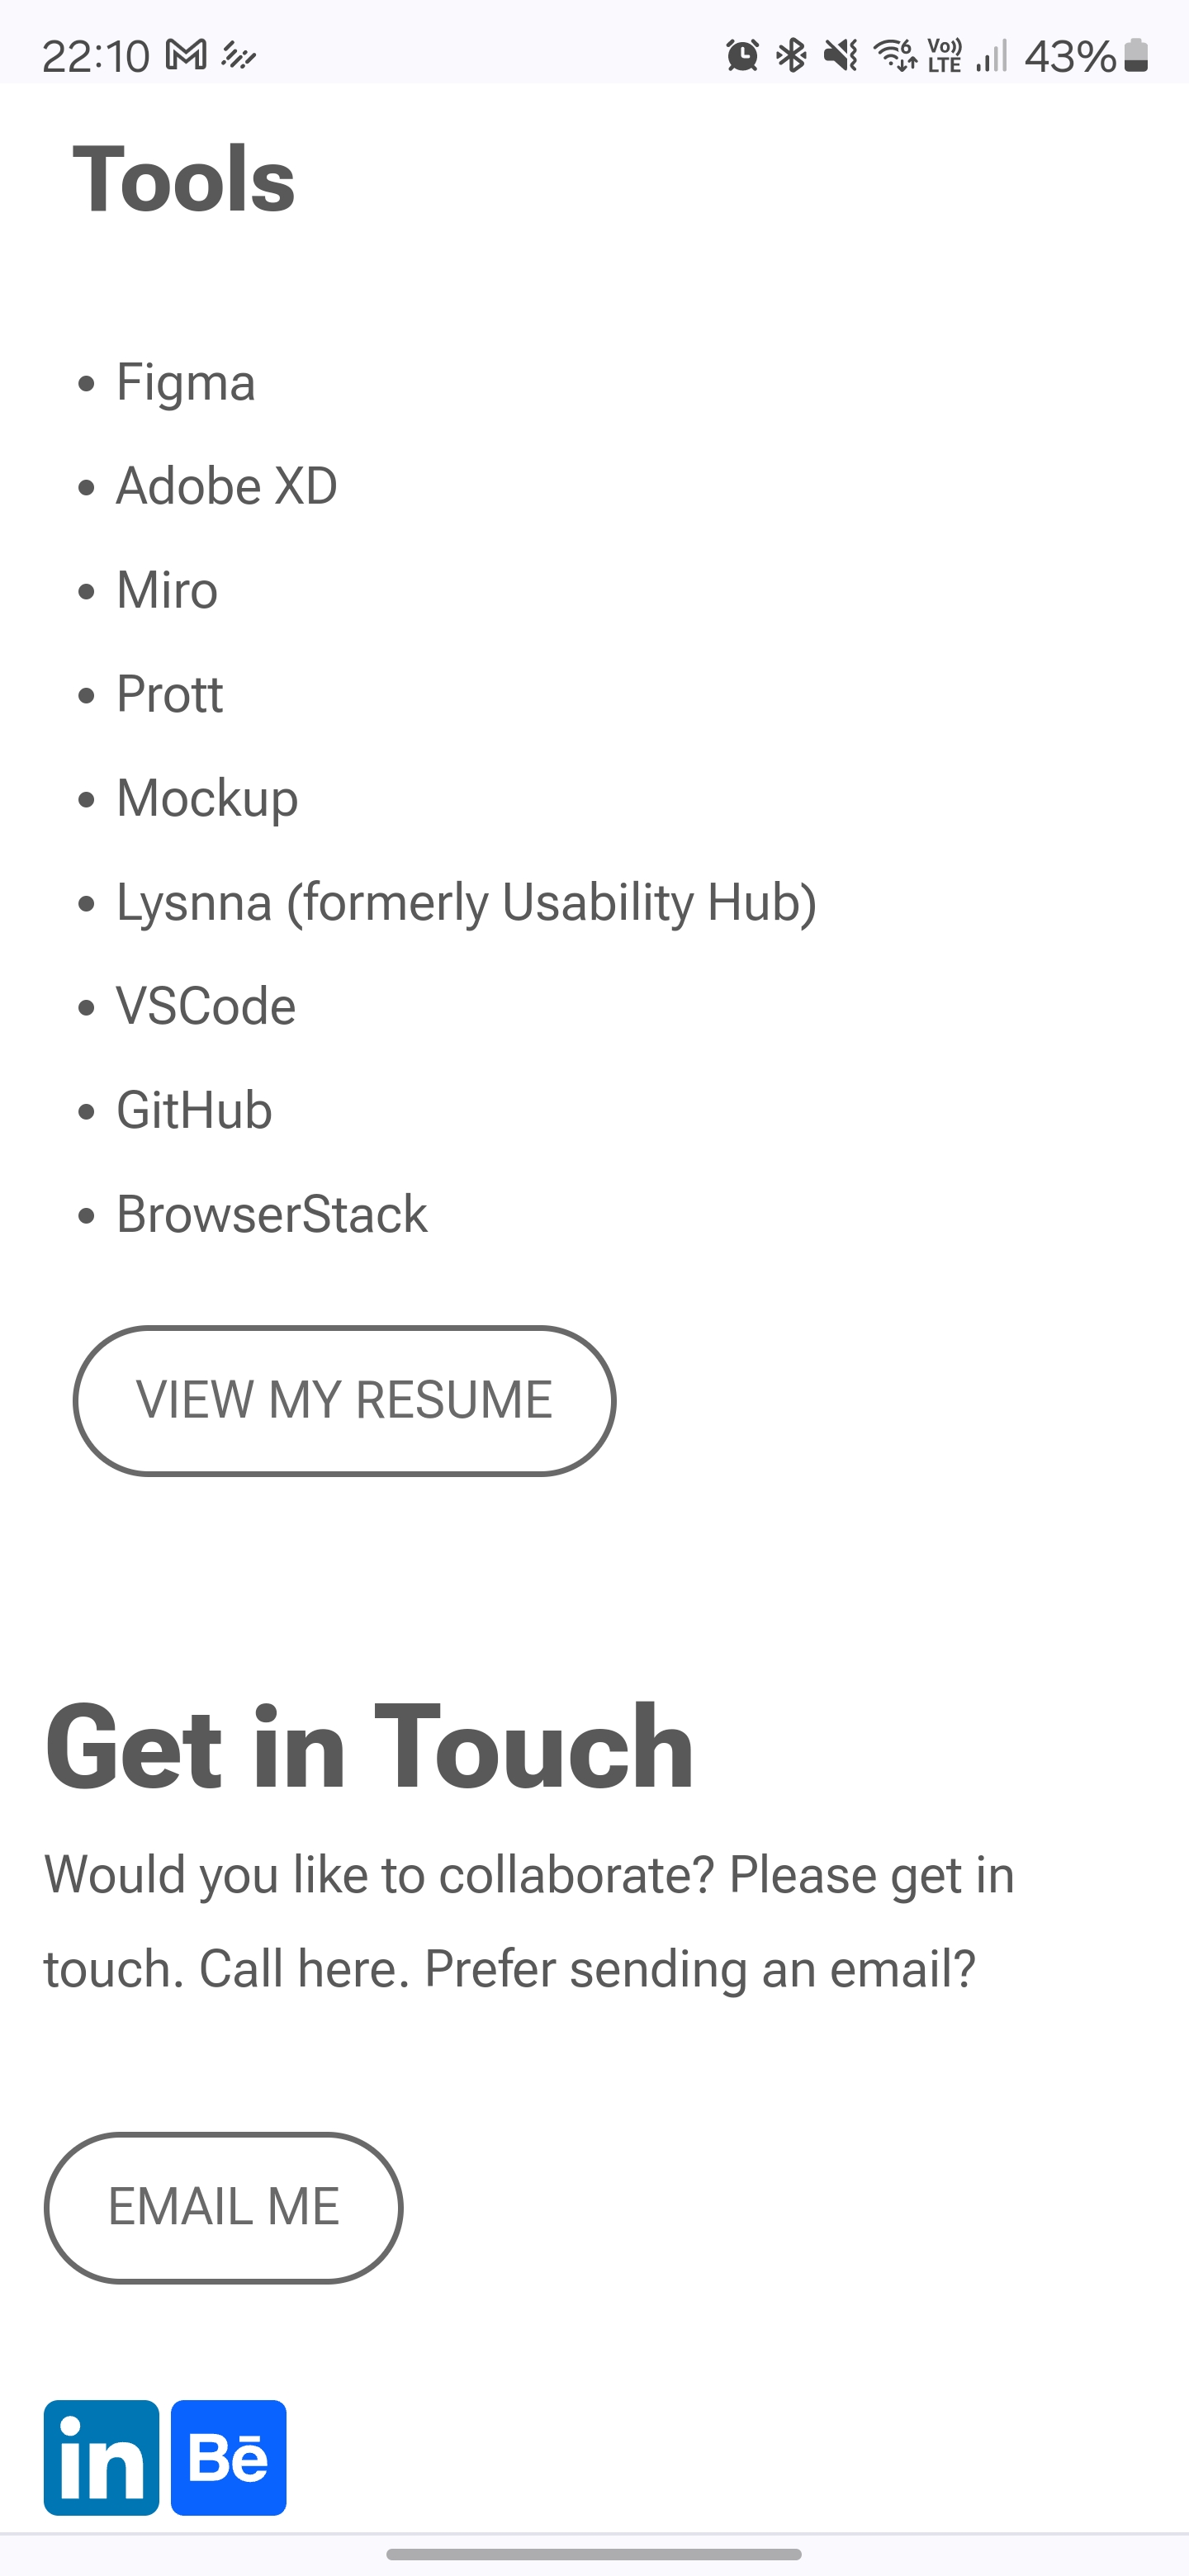 22:10
Vo)) LTE 43%
Tools
Figma
Adobe XD
Miro
Prott
Mockup
Lysnna (formerly Usability Hub)
VSCode
GitHub
BrowserStack
VIEW MY RESUME
Get in Touch
Would you like to collaborate? Please get in
touch. Call here. Prefer sending an email?
EMAIL ME
in Bē